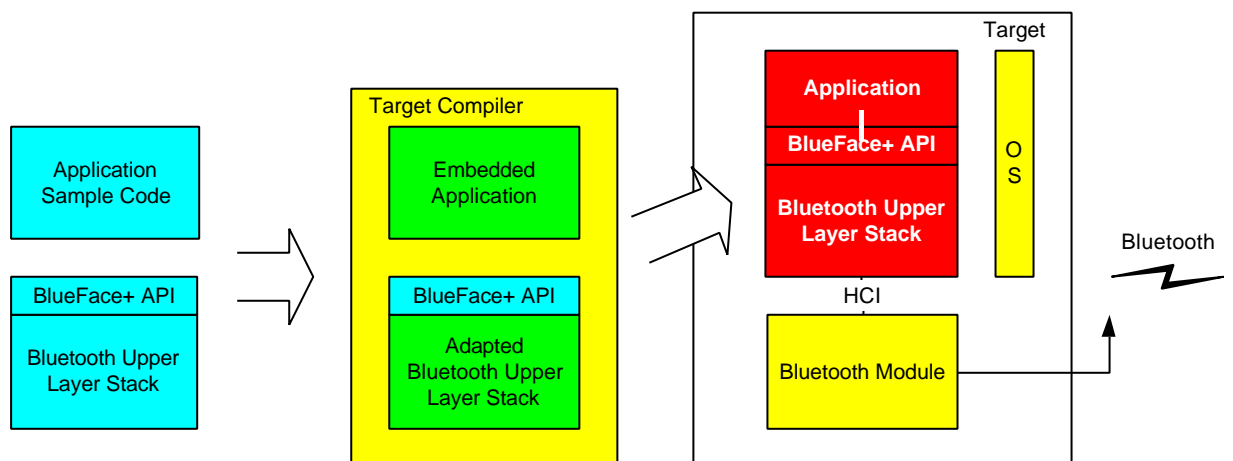 Application
Sample Code
BlueFace+ API
Bluetooth Upper
Layer Stack
Target Compiler
Embedded
Application
BlueFace+ API
Adapted
Bluetooth Upper
Layer Stack
Target
Application
BlueFace+ API
Bluetooth Upper
Layer Stack
O
S
HCI
Bluetooth Module
Bluetooth